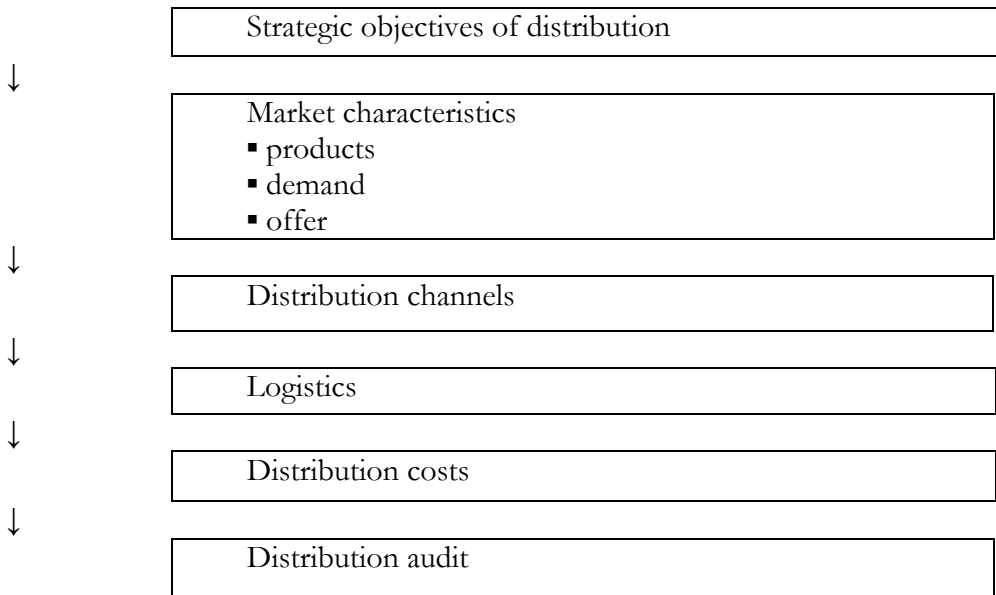 Strategic objectives of distribution
↓
Market characteristics
▪ products
▪ demand
▪ offer
↓
Distribution channels
↓
Logistics
↓
Distribution costs
↓
Distribution audit